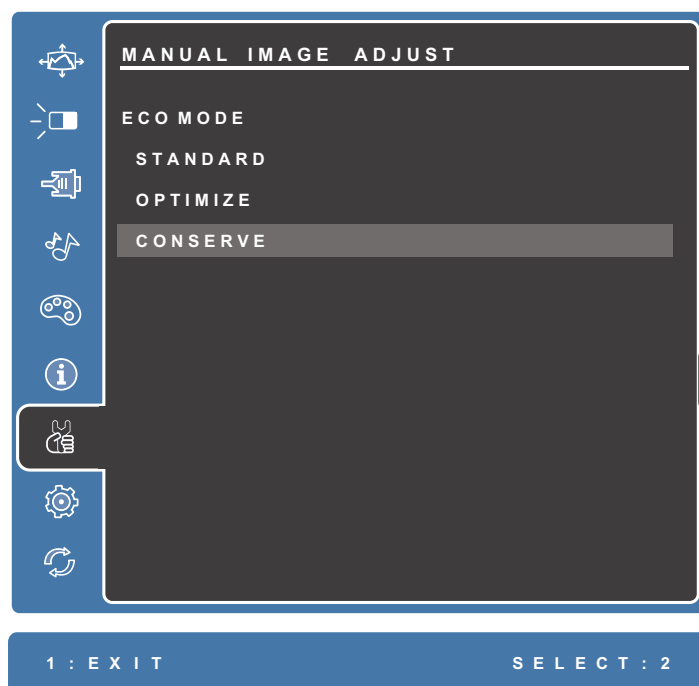 MANUAL IMAGE ADJUST
ECO MODE
STANDARD
OPTIMIZE
CONSERVE
1 : EXIT
SELECT : 2